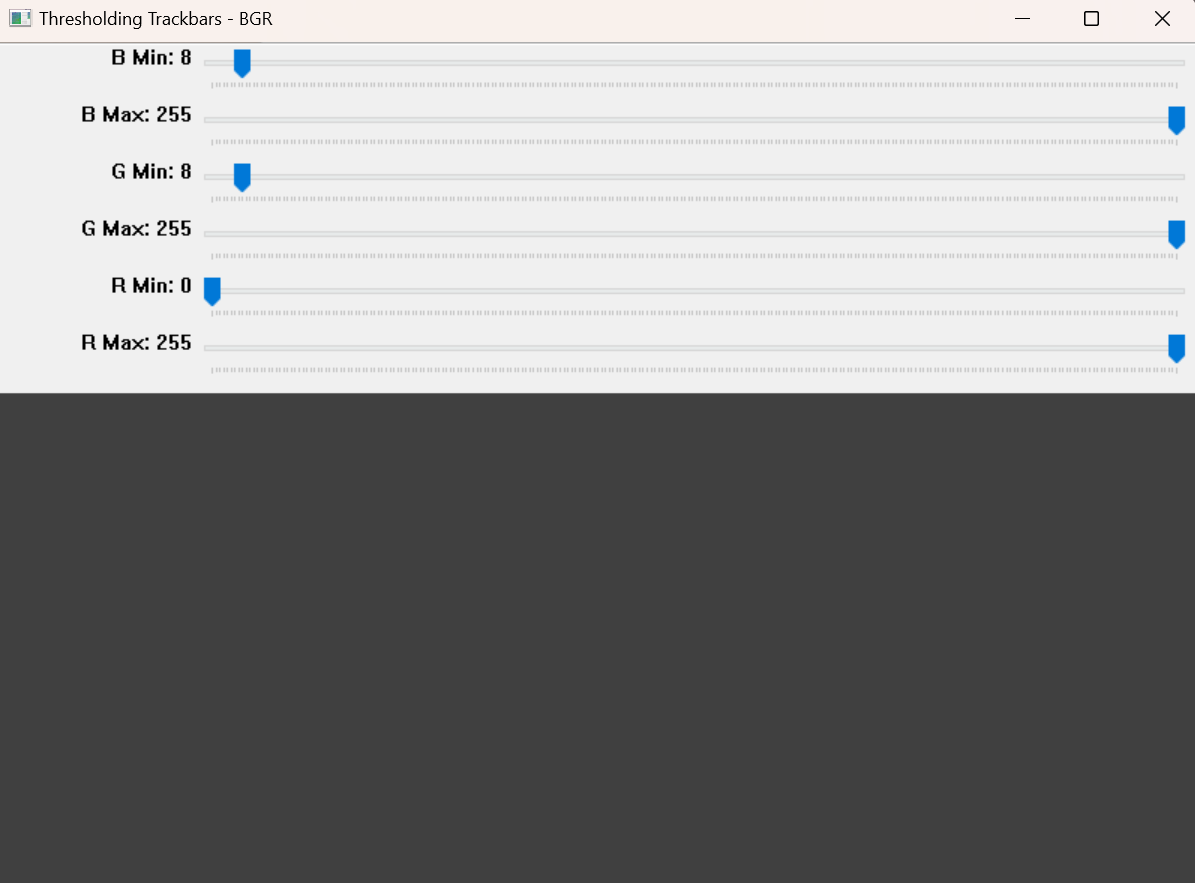 Thresholding Trackbars - BGR
B Min: 8
B Max: 255
G Min: 8
G Max: 255
R Min: 0
R Max: 255